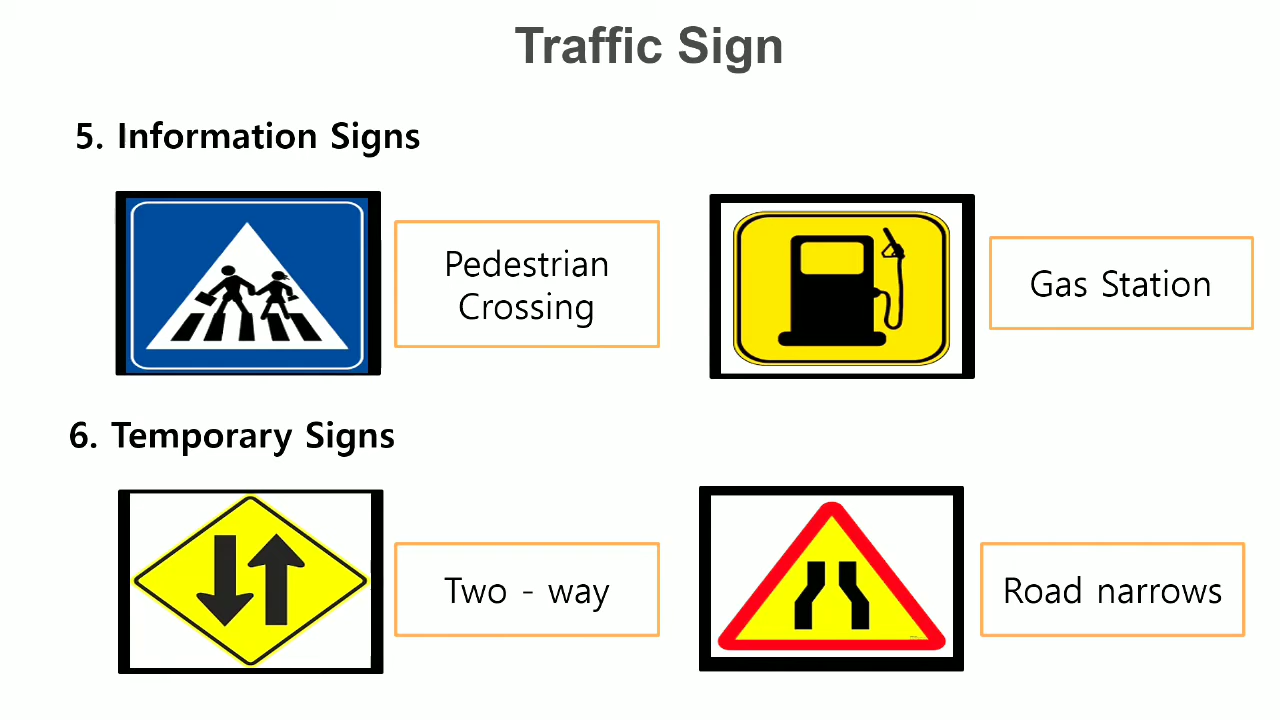 Traffic Sign
5. Information Signs
Pedestrian
Crossing
Gas Station
6. Temporary Signs
Two - way
Road narrows